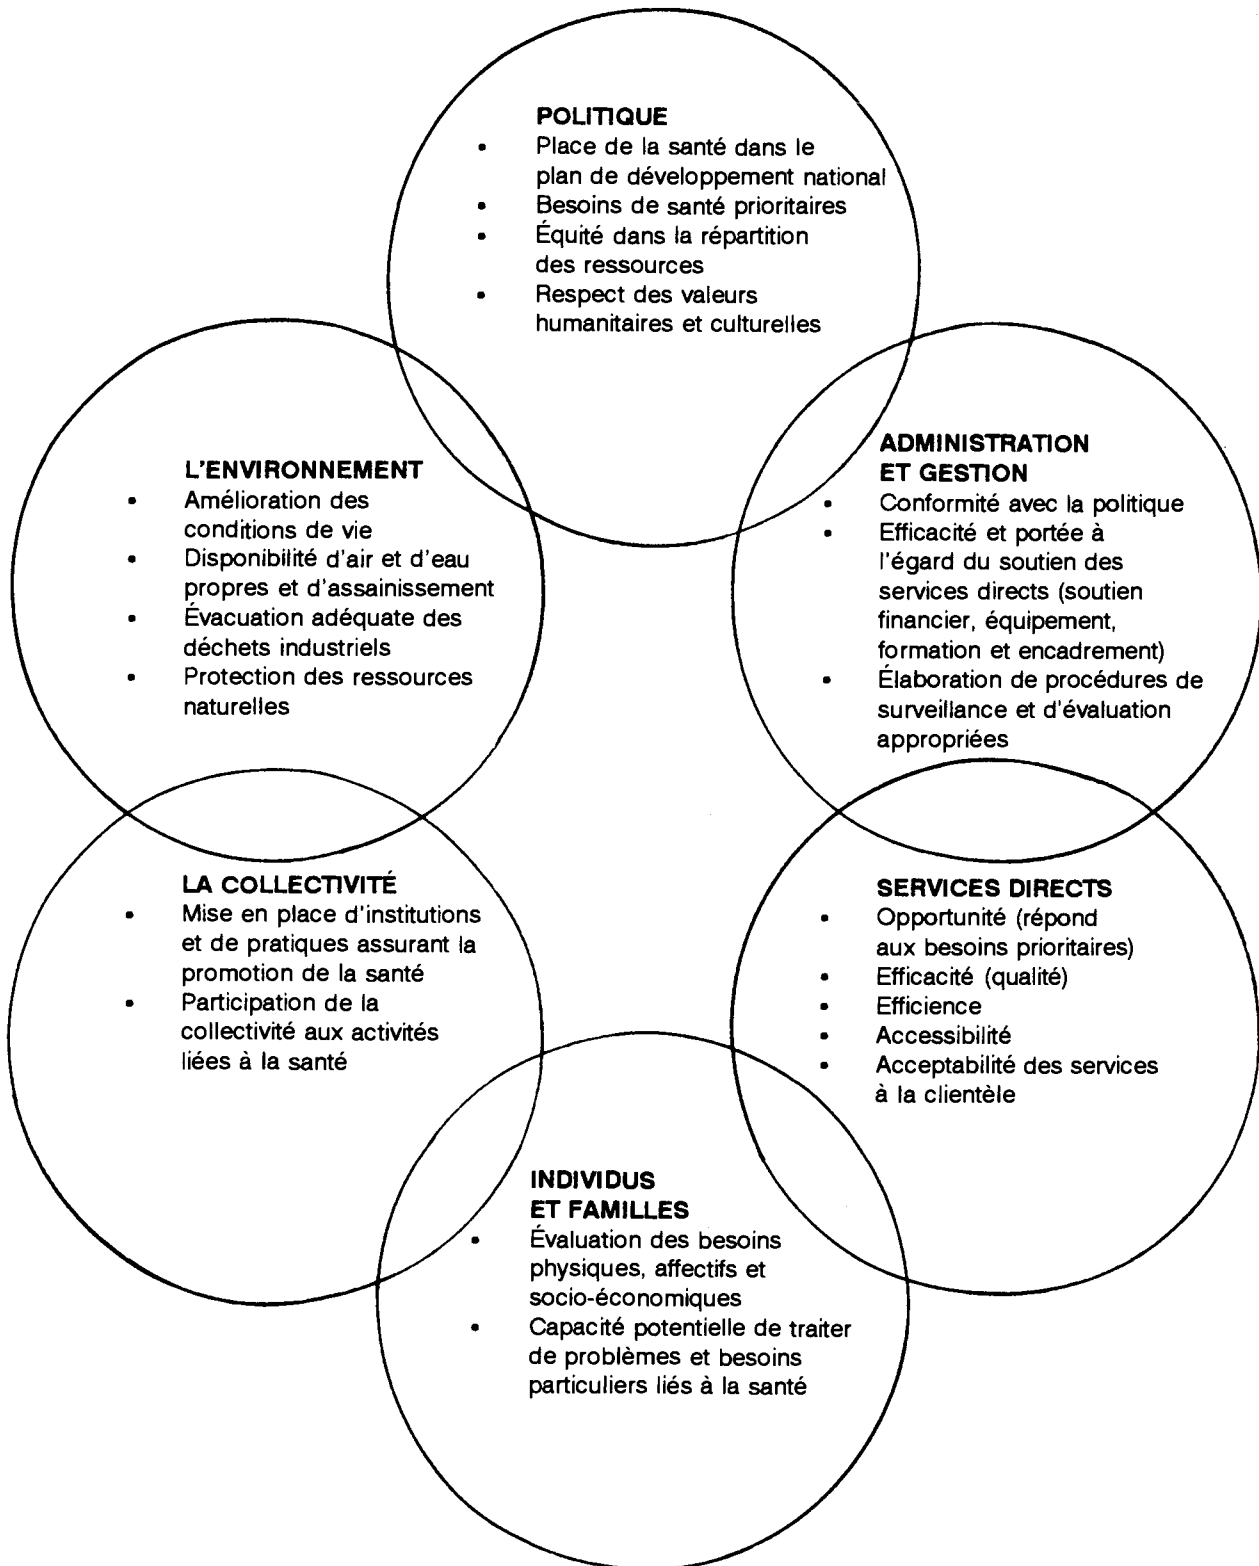 POLITIQUE
• Place de la santé dans le
plan de développement national
• Besoins de santé prioritaires
• Équité dans la répartition
des ressources
• Respect des valeurs
humanitaires et culturelles
ADMINISTRATION
ET GESTION
• Conformité avec la politique
• Efficacité et portée à
l'égard du soutien des
services directs (soutien
financier, équipement,
formation et encadrement)
• Élaboration de procédures de
surveillance et d'évaluation
appropriées
L'ENVIRONNEMENT
• Amélioration des
conditions de vie
• Disponibilité d'air et d'eau
propres et d'assainissement
• Évacuation adéquate des
déchets industriels
• Protection des ressources
naturelles
LA COLLECTIVITÉ
• Mise en place d'institutions
et de pratiques assurant la
promotion de la santé
• Participation de la
collectivité aux activités
liées à la santé
SERVICES DIRECTS
• Opportunité (répond
aux besoins prioritaires)
• Efficacité (qualité)
• Efficience
• Accessibilité
• Acceptabilité des services
à la clientèle
INDIVIDUS
ET FAMILLES
• Évaluation des besoins
physiques, affectifs et
socio-économiques
• Capacité potentielle de traiter
de problèmes et besoins
particuliers liés à la santé